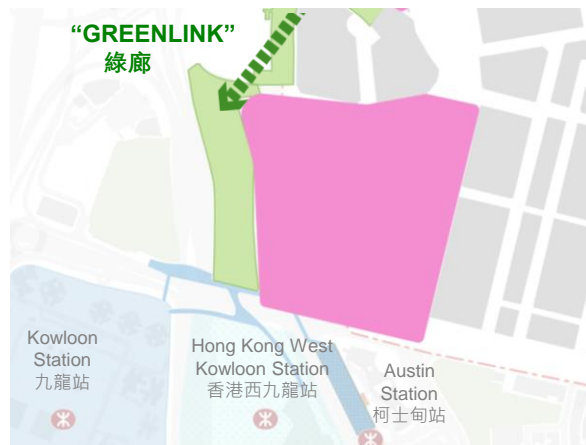 “GREENLINK”
綠廊
Kowloon
Station
九龍站
Hong Kong West
Kowloon Station
香港西九龍站
Austin
Station
柯士甸站